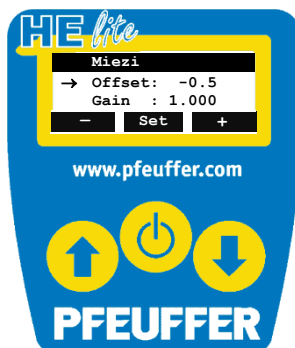 HE lite
Miezi
→ Offset: -0.5
Gain : 1.000
− Set +
www.pfeuffer.com
PFEUFFER